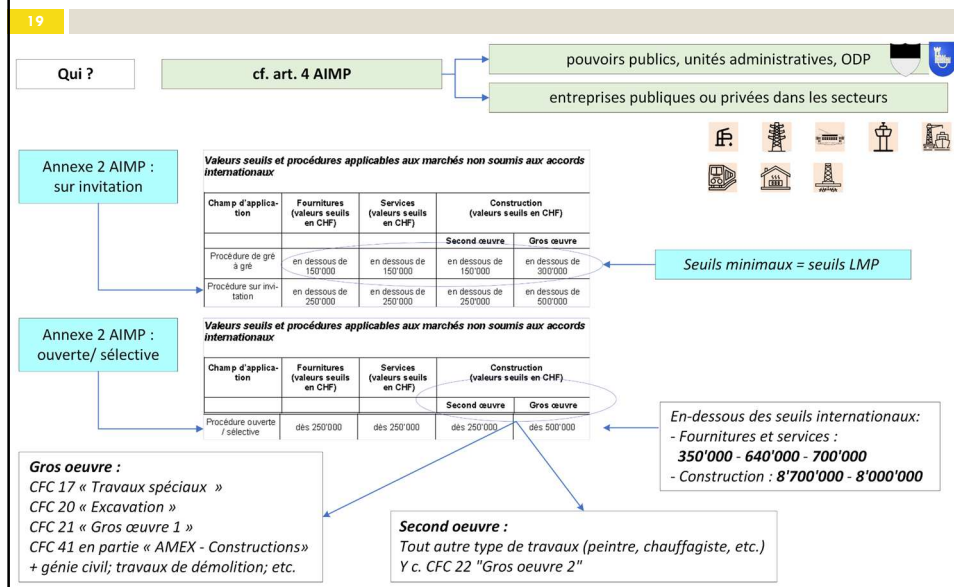 19
Qui ?
cf. art. 4 AIMP
pouvoirs publics, unités administratives, ODP
entreprises publiques ou privées dans les secteurs
Annexe 2 AIMP :
sur invitation
Valeurs seuils et procédures applicables aux marchés non soumis aux accords
internationaux
Champ d'applica-
tion
Fournitures
(valeurs seuils
en CHF)
Services
(valeurs seuils
en CHF)
Construction
(valeurs seuils en CHF)
Second œuvre
Gros œuvre
Procédure de gré
à gré
en dessous de
150'000
en dessous de
150'000
en dessous de
150'000
en dessous de
300'000
Procédure sur invi-
tation
en dessous de
250'000
en dessous de
250'000
en dessous de
250'000
en dessous de
500'000
Seuils minimaux = seuils LMP
Annexe 2 AIMP :
ouverte/ sélective
Valeurs seuils et procédures applicables aux marchés non soumis aux accords
internationaux
Champ d'applica-
tion
Fournitures
(valeurs seuils
en CHF)
Services
(valeurs seuils
en CHF)
Construction
(valeurs seuils en CHF)
Second œuvre
Gros œuvre
Procédure ouverte
/ sélective
dès 250'000
dès 250'000
dès 250'000
dès 500'000
En-dessous des seuils internationaux:
- Fournitures et services :
350'000 - 640'000 - 700'000
- Construction : 8'700'000 - 8'000'000
Gros oeuvre :
CFC 17 « Travaux spéciaux »
CFC 20 « Excavation »
CFC 21 « Gros œuvre 1 »
CFC 41 en partie « AMEX - Constructions»
+ génie civil; travaux de démolition; etc.
Second oeuvre :
Tout autre type de travaux (peintre, chauffagiste, etc.)
Y c. CFC 22 "Gros oeuvre 2"